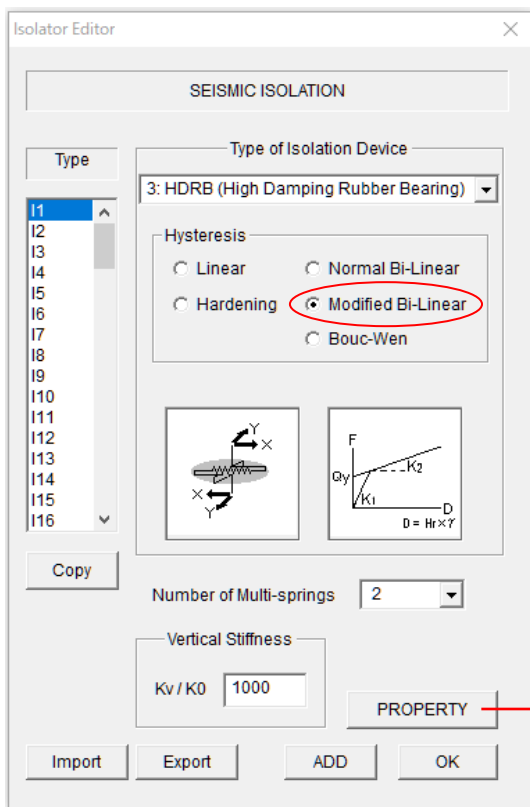 Isolator Editor
SEISMIC ISOLATION
Type
I1
I2
I3
I4
I5
I6
I7
I8
I9
I10
I11
I12
I13
I14
I15
I16
Copy
Type of Isolation Device
3: HDRB (High Damping Rubber Bearing)
Hysteresis
Linear
Normal Bi-Linear
Hardening
Modified Bi-Linear
Bouc-Wen
Y
X
X
Y
F
Qy
K2
K1
D
D = Hr×γ
Number of Multi-springs
2
Vertical Stiffness
Kv / K0
1000
PROPERTY
Import
Export
ADD
OK